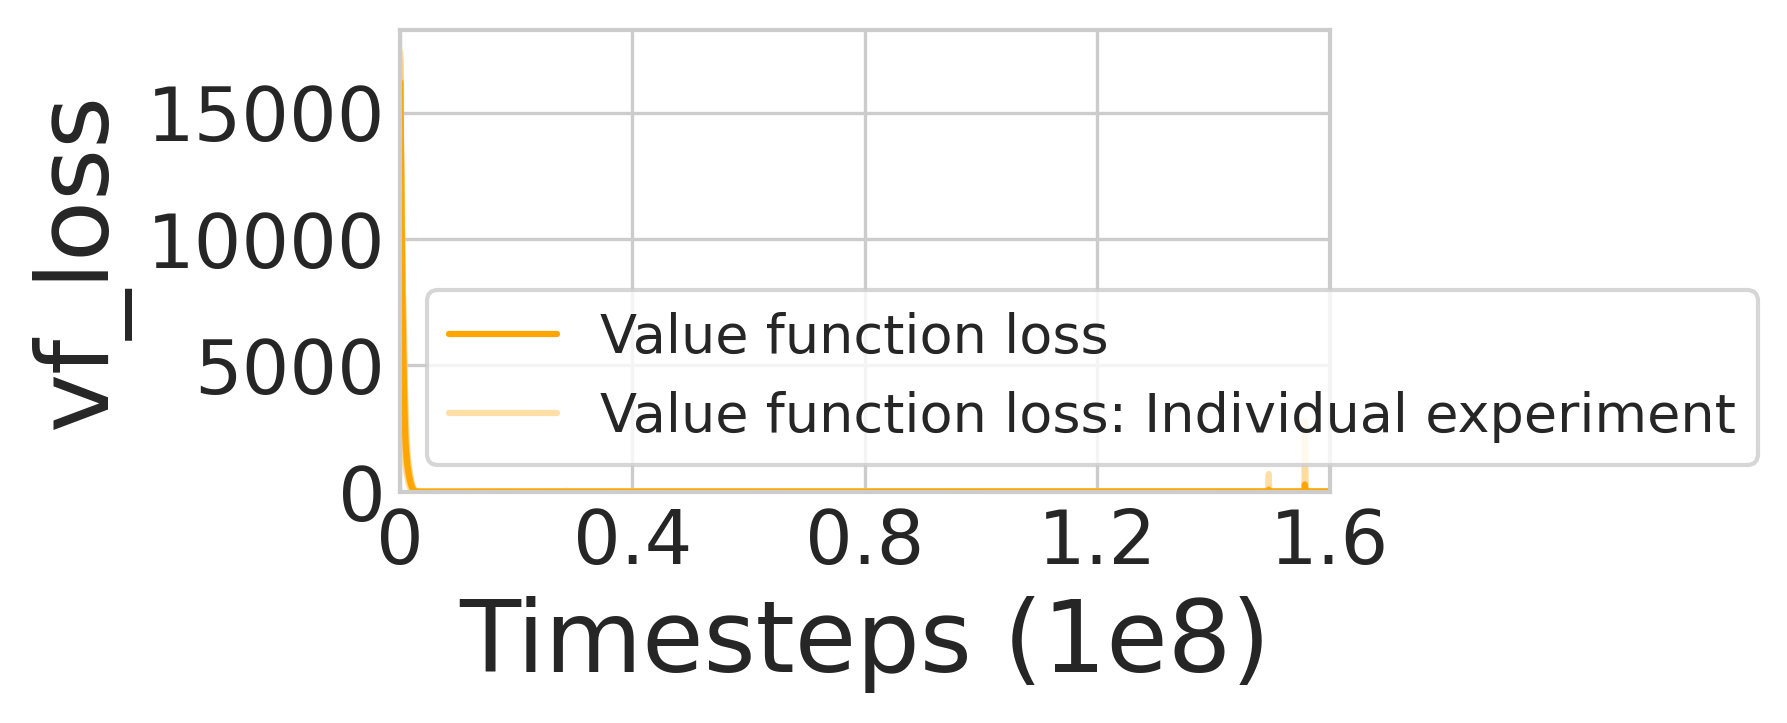 vf_loss
15000
10000
5000
0
Value function loss
Value function loss: Individual experiment
0 0.4 0.8 1.2 1.6
Timesteps (1e8)